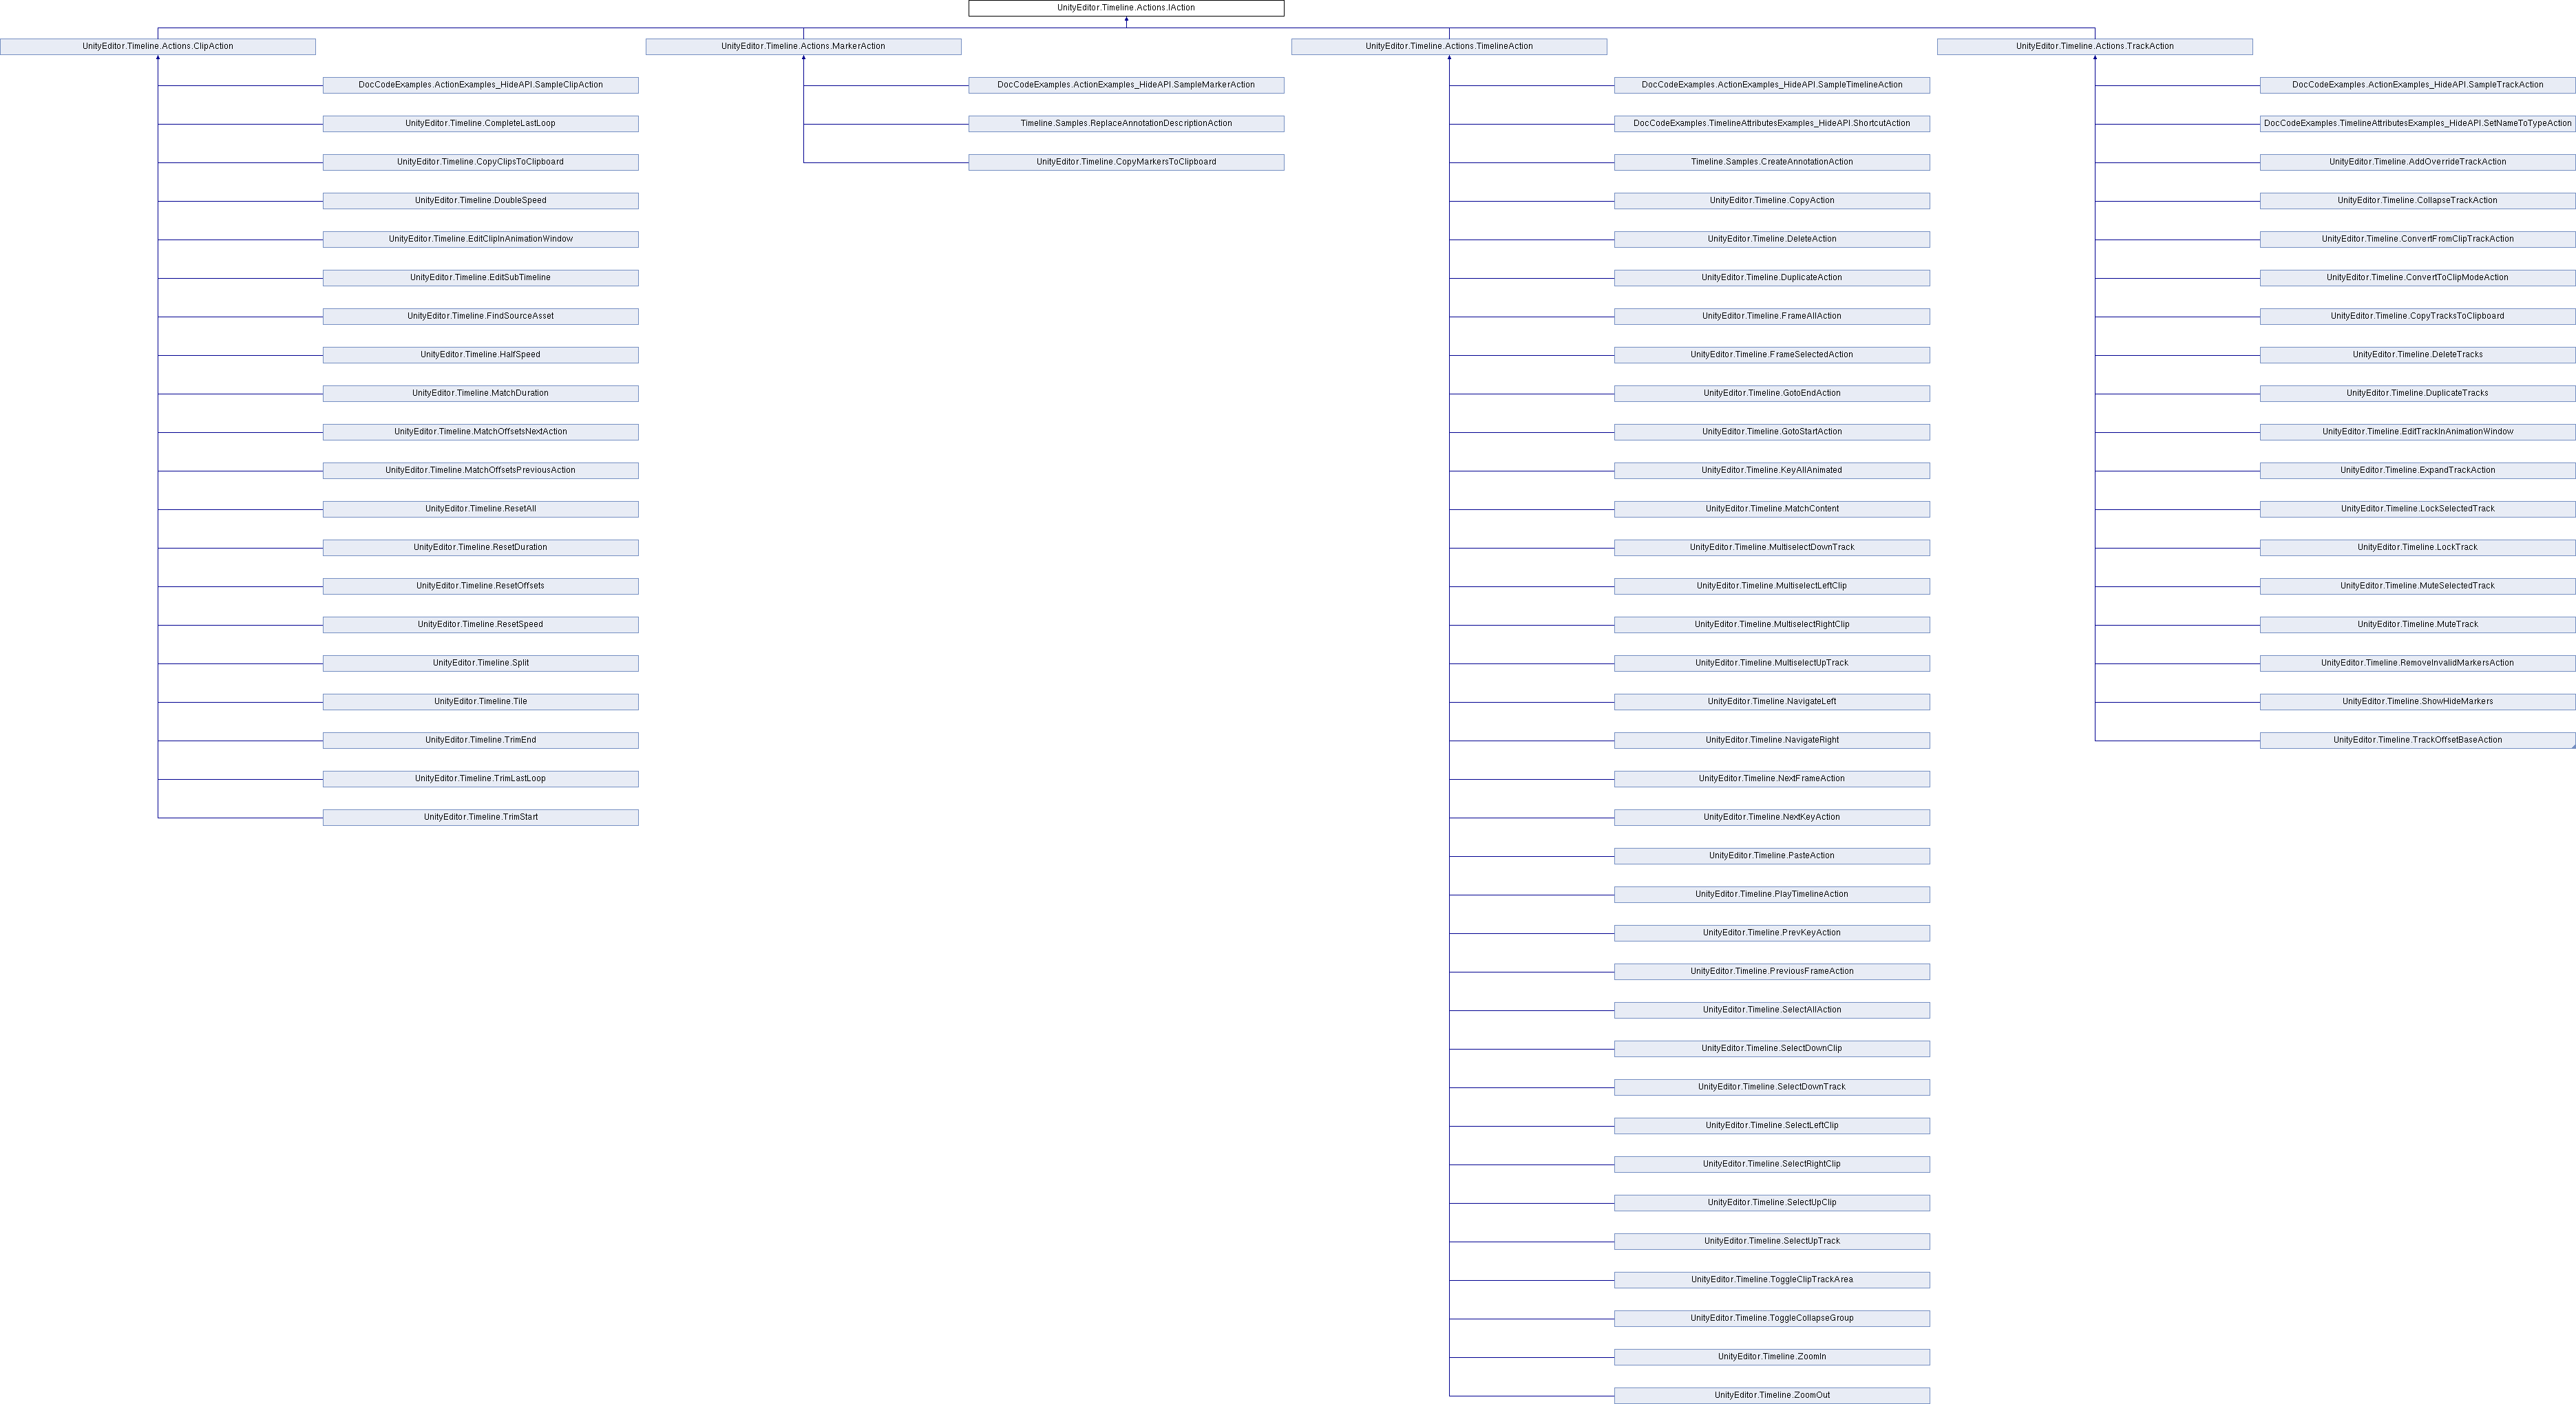 UnityEditor.Timeline.Actions.IAction
UnityEditor.Timeline.Actions.ClipAction
UnityEditor.Timeline.Actions.MarkerAction
UnityEditor.Timeline.Actions.TimelineAction
UnityEditor.Timeline.Actions.TrackAction
DocCodeExamples.ActionExamples_HideAPI.SampleClipAction
UnityEditor.Timeline.CompleteLastLoop
UnityEditor.Timeline.CopyClipsToClipboard
UnityEditor.Timeline.DoubleSpeed
UnityEditor.Timeline.EditClipInAnimationWindow
UnityEditor.Timeline.EditSubTimeline
UnityEditor.Timeline.FindSourceAsset
UnityEditor.Timeline.HalfSpeed
UnityEditor.Timeline.MatchDuration
UnityEditor.Timeline.MatchOffsetsNextAction
UnityEditor.Timeline.MatchOffsetsPreviousAction
UnityEditor.Timeline.ResetAll
UnityEditor.Timeline.ResetDuration
UnityEditor.Timeline.ResetOffsets
UnityEditor.Timeline.ResetSpeed
UnityEditor.Timeline.Split
UnityEditor.Timeline.Tile
UnityEditor.Timeline.TrimEnd
UnityEditor.Timeline.TrimLastLoop
UnityEditor.Timeline.TrimStart
DocCodeExamples.ActionExamples_HideAPI.SampleMarkerAction
Timeline.Samples.ReplaceAnnotationDescriptionAction
UnityEditor.Timeline.CopyMarkersToClipboard
DocCodeExamples.ActionExamples_HideAPI.SampleTimelineAction
DocCodeExamples.TimelineAttributesExamples_HideAPI.ShortcutAction
Timeline.Samples.CreateAnnotationAction
UnityEditor.Timeline.CopyAction
UnityEditor.Timeline.DeleteAction
UnityEditor.Timeline.DuplicateAction
UnityEditor.Timeline.FrameAllAction
UnityEditor.Timeline.FrameSelectedAction
UnityEditor.Timeline.GotoEndAction
UnityEditor.Timeline.GotoStartAction
UnityEditor.Timeline.KeyAllAnimated
UnityEditor.Timeline.MatchContent
UnityEditor.Timeline.MultiselectDownTrack
UnityEditor.Timeline.MultiselectLeftClip
UnityEditor.Timeline.MultiselectRightClip
UnityEditor.Timeline.MultiselectUpTrack
UnityEditor.Timeline.NavigateLeft
UnityEditor.Timeline.NavigateRight
UnityEditor.Timeline.NextFrameAction
UnityEditor.Timeline.NextKeyAction
UnityEditor.Timeline.PasteAction
UnityEditor.Timeline.PlayTimelineAction
UnityEditor.Timeline.PrevKeyAction
UnityEditor.Timeline.PreviousFrameAction
UnityEditor.Timeline.SelectAllAction
UnityEditor.Timeline.SelectDownClip
UnityEditor.Timeline.SelectDownTrack
UnityEditor.Timeline.SelectLeftClip
UnityEditor.Timeline.SelectRightClip
UnityEditor.Timeline.SelectUpClip
UnityEditor.Timeline.SelectUpTrack
UnityEditor.Timeline.ToggleClipTrackArea
UnityEditor.Timeline.ToggleCollapseGroup
UnityEditor.Timeline.ZoomIn
UnityEditor.Timeline.ZoomOut
DocCodeExamples.ActionExamples_HideAPI.SampleTrackAction
DocCodeExamples.TimelineAttributesExamples_HideAPI.SetNameToTypeAction
UnityEditor.Timeline.AddOverrideTrackAction
UnityEditor.Timeline.CollapseTrackAction
UnityEditor.Timeline.ConvertFromClipTrackAction
UnityEditor.Timeline.ConvertToClipModeAction
UnityEditor.Timeline.CopyTracksToClipboard
UnityEditor.Timeline.DeleteTracks
UnityEditor.Timeline.DuplicateTracks
UnityEditor.Timeline.EditTrackInAnimationWindow
UnityEditor.Timeline.ExpandTrackAction
UnityEditor.Timeline.LockSelectedTrack
UnityEditor.Timeline.LockTrack
UnityEditor.Timeline.MuteSelectedTrack
UnityEditor.Timeline.MuteTrack
UnityEditor.Timeline.RemoveInvalidMarkersAction
UnityEditor.Timeline.ShowHideMarkers
UnityEditor.Timeline.TrackOffsetBaseAction